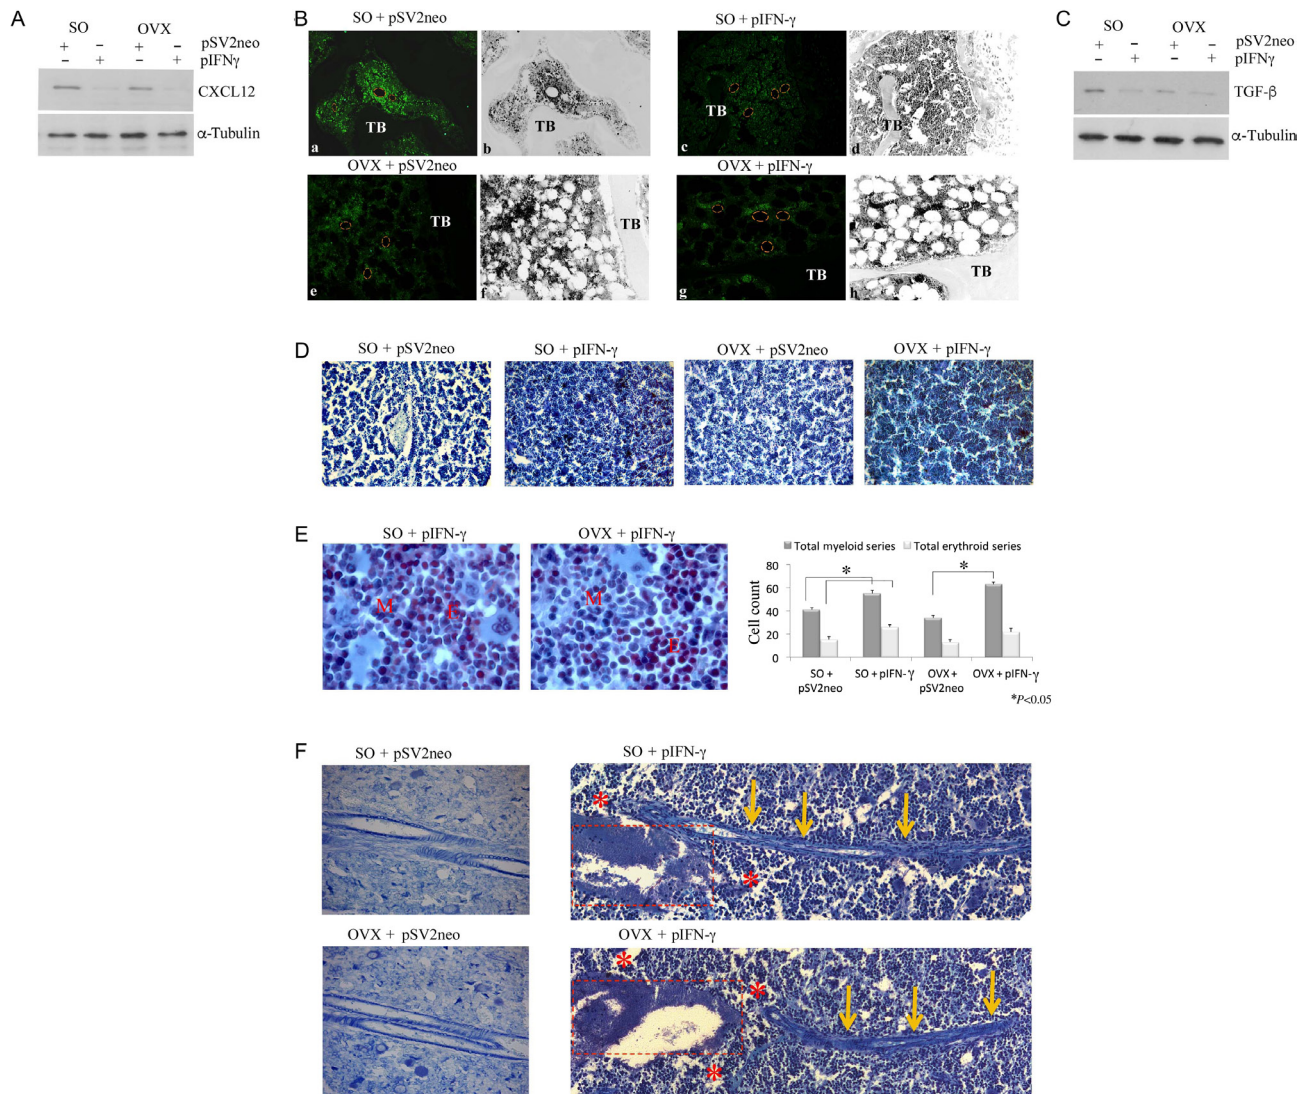 A
SO OVX
+ − + − pSV2neo
− + − + pIFNγ
CXCL12
α-Tubulin
B
SO + pSV2neo SO + pIFN-γ
TB TB TB TB
a b c d
OVX + pSV2neo OVX + pIFN-γ
TB TB TB TB
e f g h
C
SO OVX
+ − + − pSV2neo
− + − + pIFNγ
TGF-β
α-Tubulin
D
SO + pSV2neo SO + pIFN-γ OVX + pSV2neo OVX + pIFN-γ
E
SO + pIFN-γ OVX + pIFN-γ
M E
M E
Total myeloid series Total erythroid series
Cell count
80
60
40
20
0
* *
SO + pSV2neo
SO + pIFN-γ
OVX + pSV2neo
OVX + pIFN-γ
*P<0.05
F
SO + pSV2neo SO + pIFN-γ
* *
OVX + pSV2neo OVX + pIFN-γ
* * *